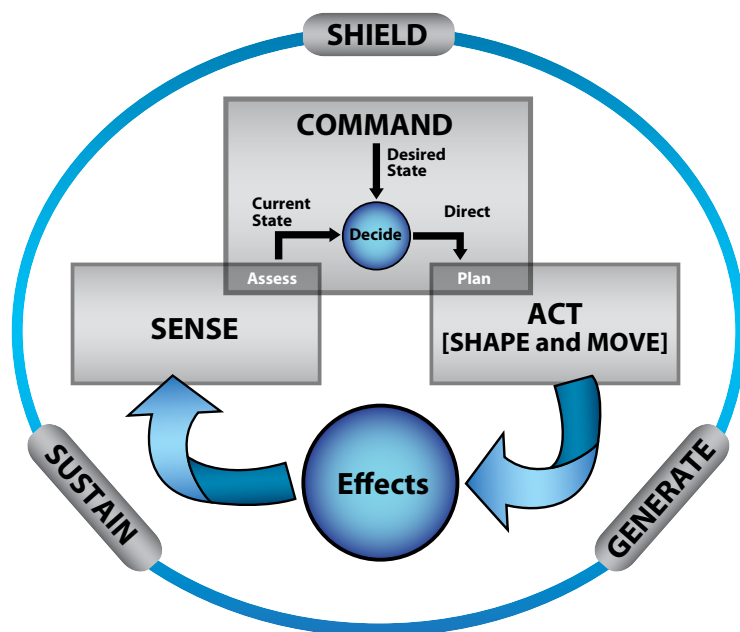 SHIELD
COMMAND
Desired
State
Current
State
Direct
Decide
Assess
Plan
SENSE
ACT
[SHAPE and MOVE]
Effects
SUSTAIN
GENERATE